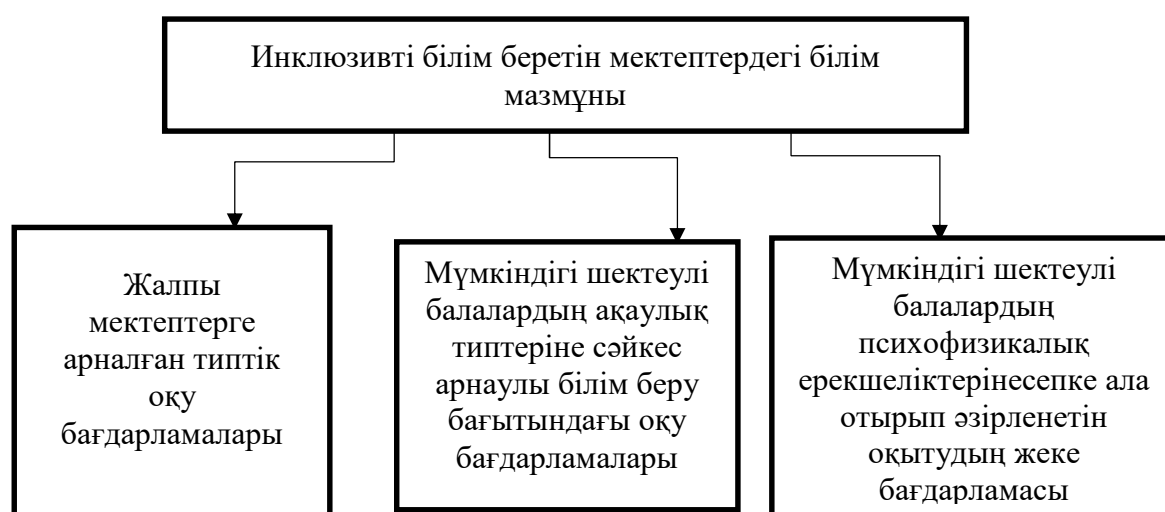 Инклюзивті білім беретін мектептердегі білім
мазмұны
Жалпы
мектептерге
арналған типтік
оқу
бағдарламалары
Мүмкіндігі шектеулі
балалардың ақаулық
типтеріне сәйкес
арнаулы білім беру
бағытындағы оқу
бағдарламалары
Мүмкіндігі шектеулі
балалардың
психофизикалық
ерекшеліктерінесепке ала
отырып әзірленетін
оқытудың жеке
бағдарламасы